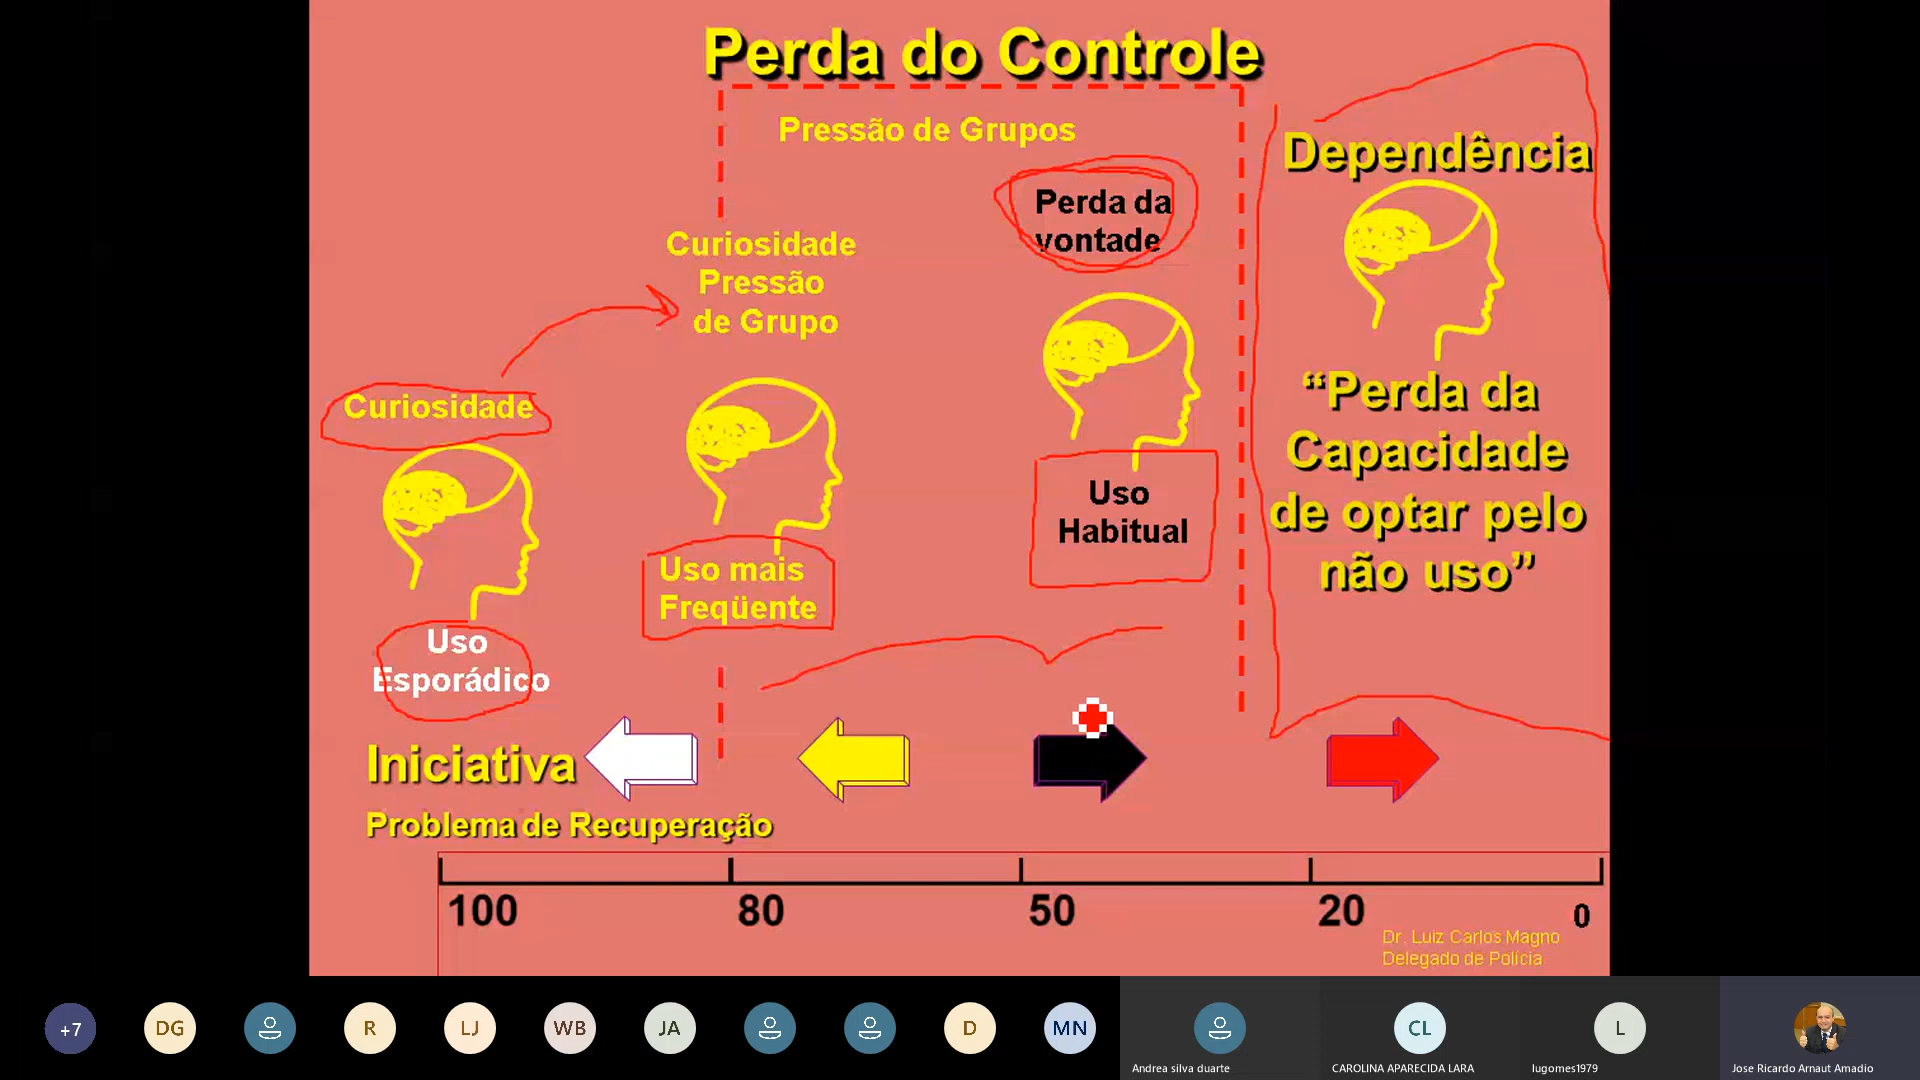 Perda do Controle
Pressão de Grupos
Dependência
Perda da
vontade
Curiosidade
Pressão
de Grupo
Curiosidade
“Perda da
Capacidade
de optar pelo
não uso”
Uso
Habitual
Uso mais
Freqüente
Uso
Esporádico
Iniciativa
Problema de Recuperação
100 80 50 20 0
Dr. Luiz Carlos Magno
Delegado de Polícia
+7 DG R LJ WB JA D MN CL L
Andrea silva duarte CAROLINA APARECIDA LARA lugomes1979 Jose Ricardo Arnaut Amadio